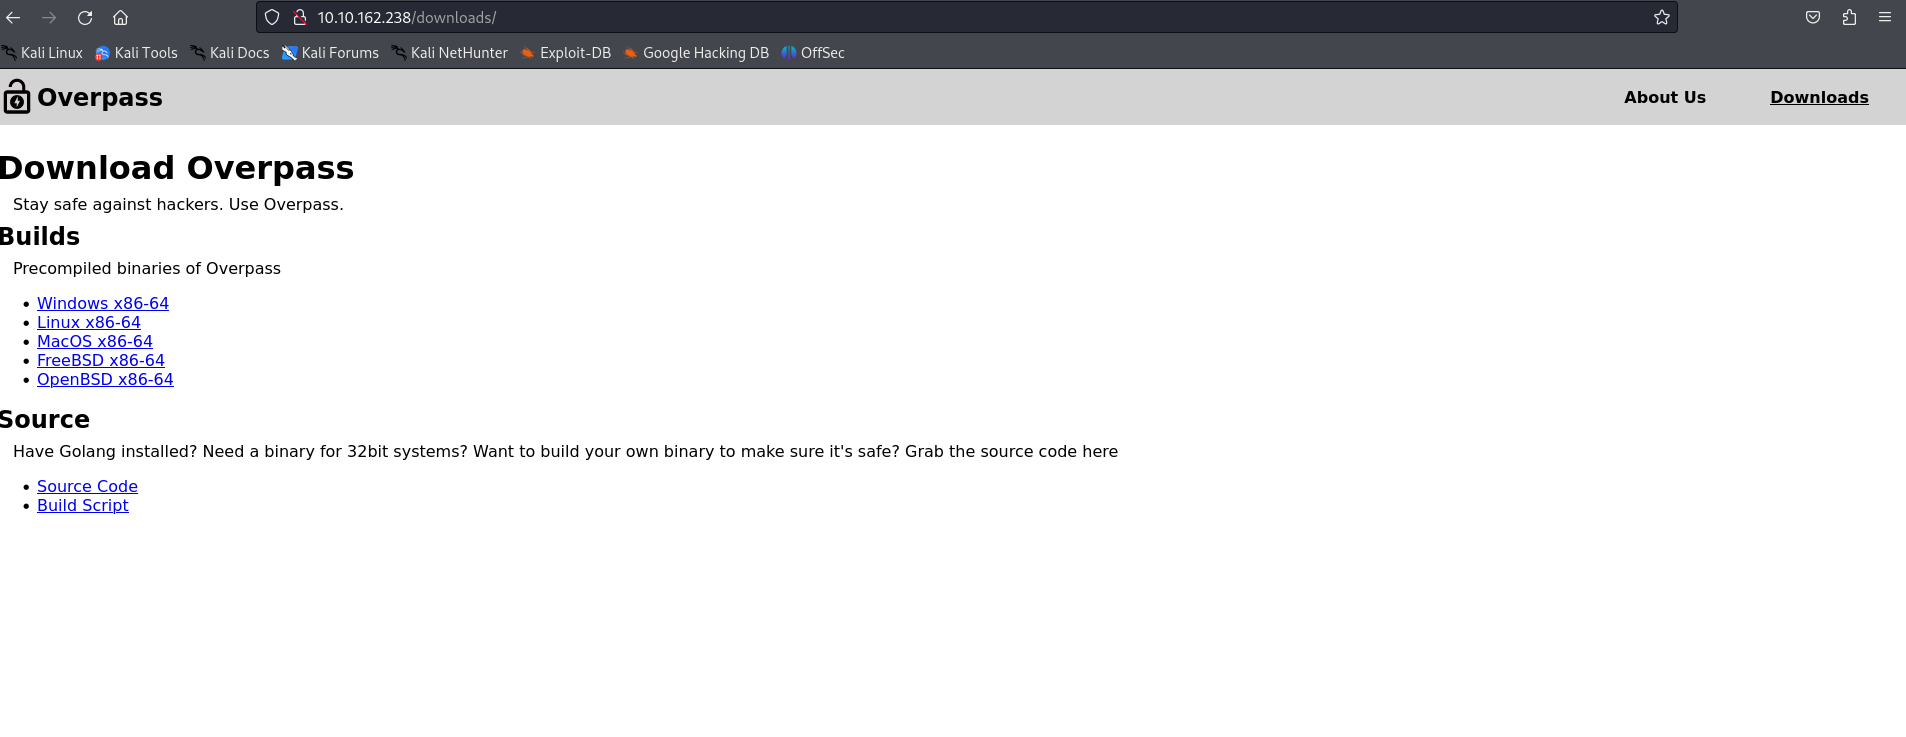 10.10.162.238/downloads/
Kali Linux Kali Tools Kali Docs Kali Forums Kali NetHunter Exploit-DB Google Hacking DB OffSec
Overpass About Us Downloads
Download Overpass
Stay safe against hackers. Use Overpass.
Builds
Precompiled binaries of Overpass
Windows x86-64
Linux x86-64
MacOS x86-64
FreeBSD x86-64
OpenBSD x86-64
Source
Have Golang installed? Need a binary for 32bit systems? Want to build your own binary to make sure it's safe? Grab the source code here
Source Code
Build Script